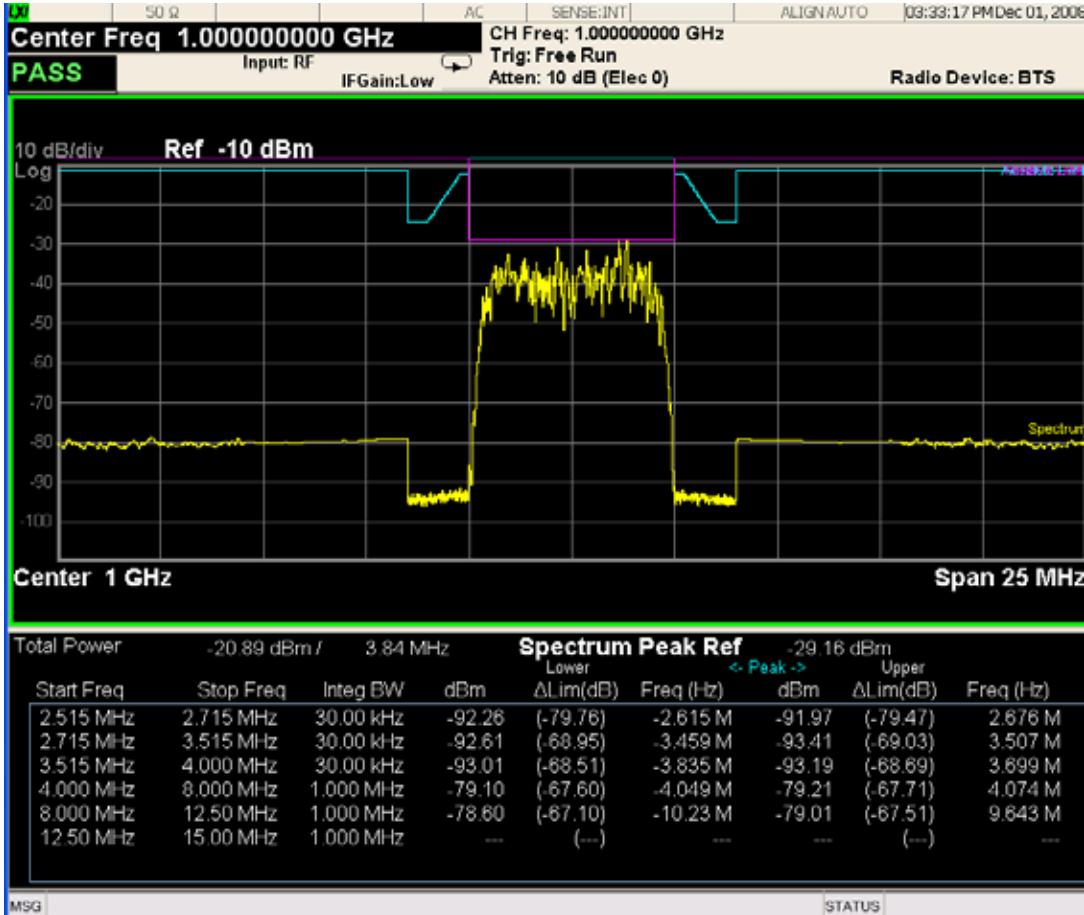 LXI 50 Ω AC SENSE:INT ALIGN AUTO 03:33:17 PM Dec 01, 2008
Center Freq 1.000000000 GHz CH Freq: 1.000000000 GHz
Trig: Free Run
PASS Input: RF IFGain:Low Atten: 10 dB (Elec 0) Radio Device: BTS
10 dB/div Ref -10 dBm
Log
-20
-30
-40
-50
-60
-70
-80
Spectrum
-90
-100
Center 1 GHz Span 25 MHz
Total Power -20.89 dBm / 3.84 MHz Spectrum Peak Ref -29.16 dBm
Lower <- Peak -> Upper
Start Freq Stop Freq Integ BW dBm ΔLim(dB) Freq (Hz) dBm ΔLim(dB) Freq (Hz)
2.515 MHz 2.715 MHz 30.00 kHz -92.26 (-79.76) -2.615 M -91.97 (-79.47) 2.676 M
2.715 MHz 3.515 MHz 30.00 kHz -92.61 (-68.95) -3.459 M -93.41 (-69.03) 3.507 M
3.515 MHz 4.000 MHz 30.00 kHz -93.01 (-68.51) -3.835 M -93.19 (-68.69) 3.699 M
4.000 MHz 8.000 MHz 1.000 MHz -79.10 (-67.60) -4.049 M -79.21 (-67.71) 4.074 M
8.000 MHz 12.50 MHz 1.000 MHz -78.60 (-67.10) -10.23 M -79.01 (-67.51) 9.643 M
12.50 MHz 15.00 MHz 1.000 MHz --- (---) --- --- (---) ---
MSG STATUS